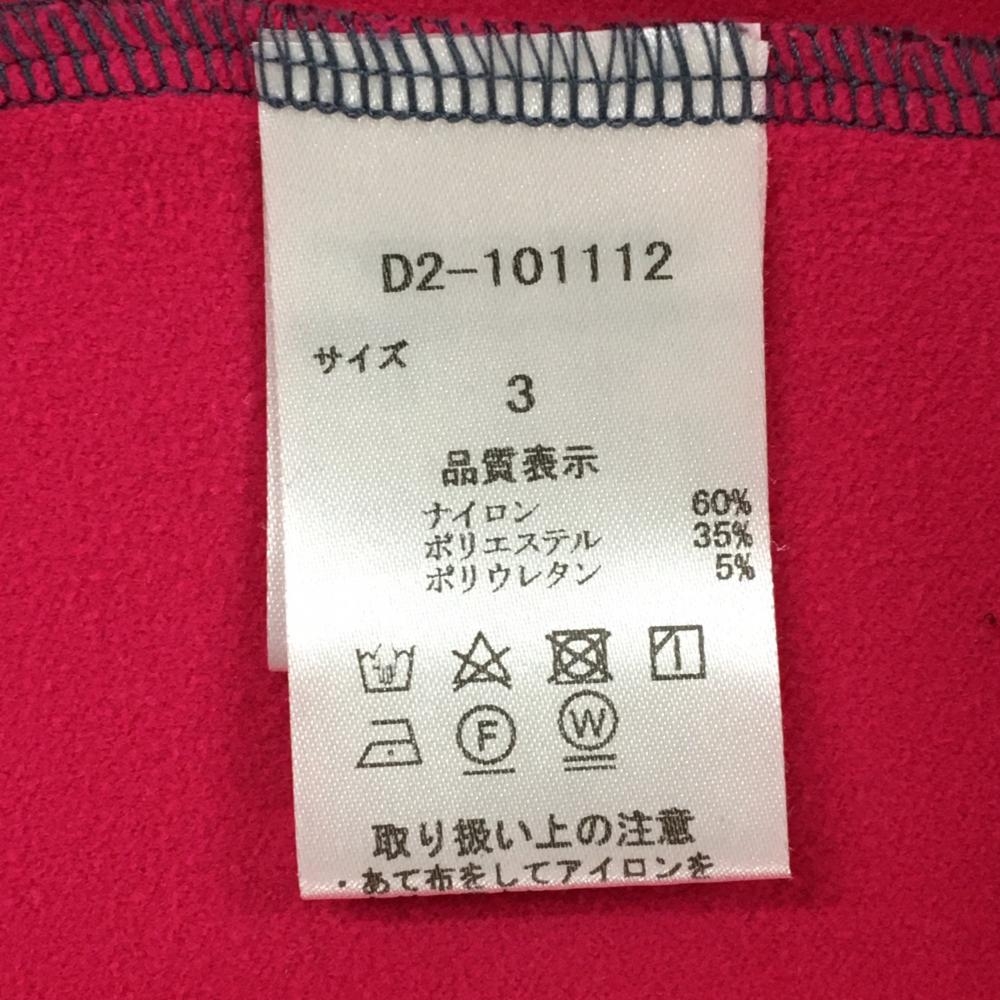 D2-101112
サイズ
3
品質表示
ナイロン 60%
ポリエステル 35%
ポリウレタン 5%
F W
取り扱い上の注意
・あて布をしてアイロンを